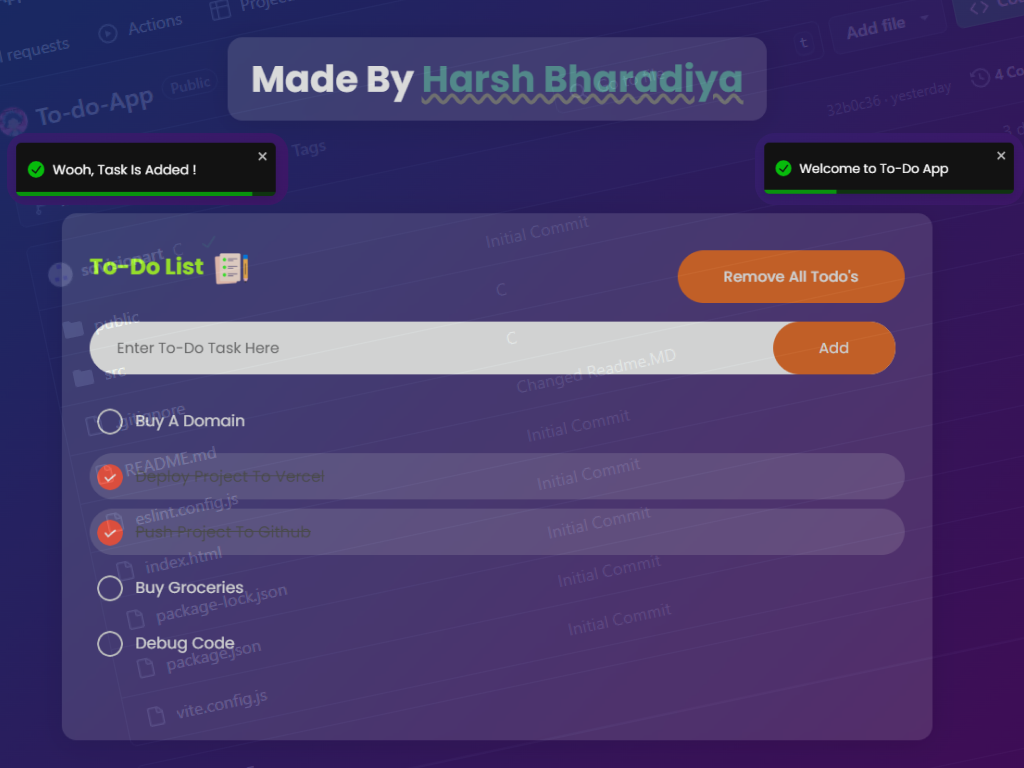 requests
Actions
Add file
t
Made By Harsh Bharadiya
4 Co
To-do-App
Public
32b0c36 · yesterday
Tags
Wooh, Task Is Added !
Welcome to To-Do App
Initial Commit
To-Do List
Remove All Todo's
public
Enter To-Do Task Here
Add
src
Changed Readme.MD
.gitignore
Buy A Domain
Initial Commit
README.md
Deploy Project To Vercel
Initial Commit
eslint.config.js
Push Project To Github
Initial Commit
index.html
Buy Groceries
Initial Commit
package-lock.json
Initial Commit
Debug Code
package.json
vite.config.js